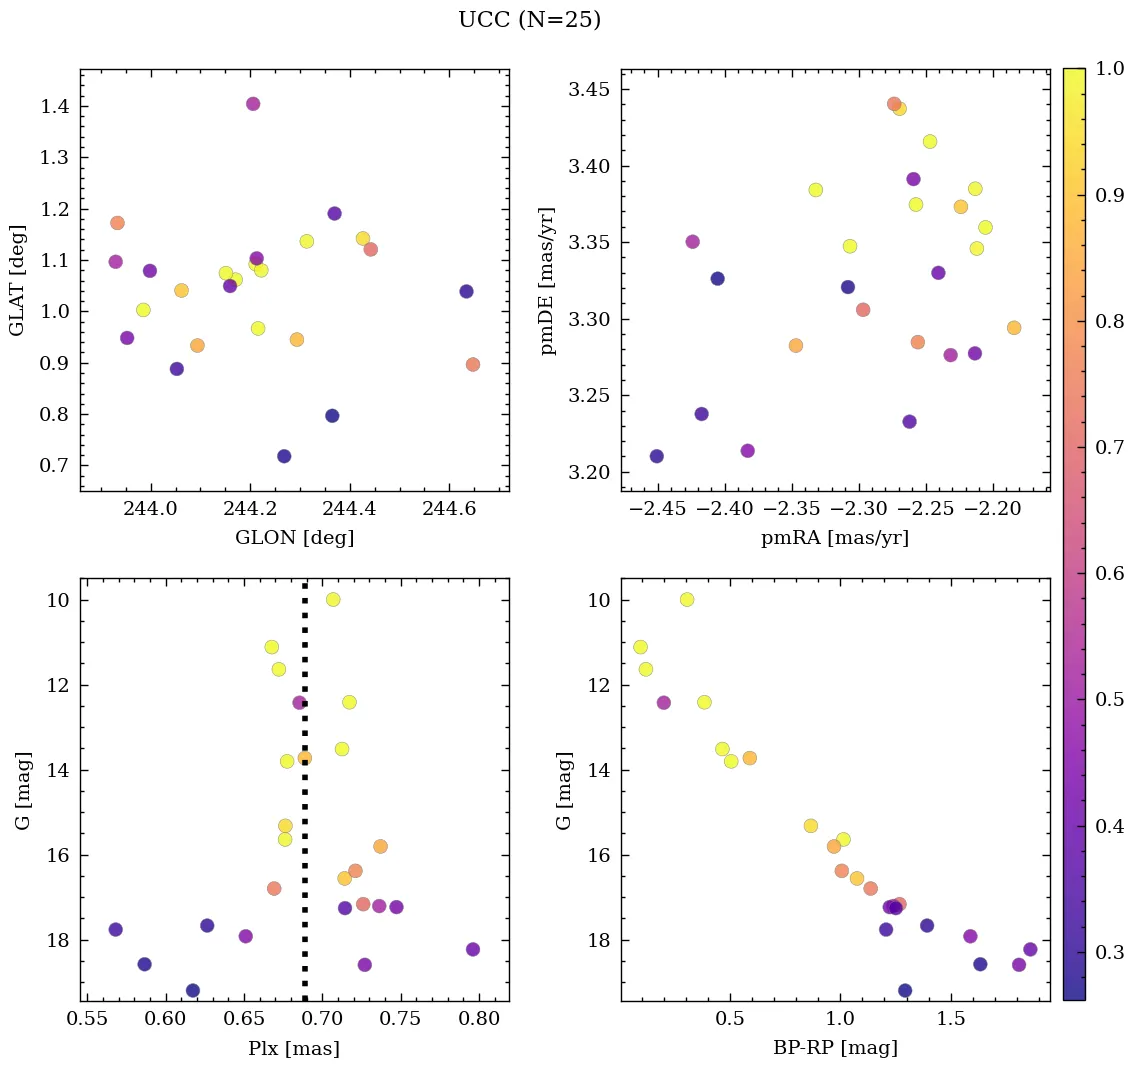 UCC (N=25)
1.4
1.3
1.2
1.1
1.0
0.9
0.8
0.7
GLAT [deg]
244.0 244.2 244.4 244.6
GLON [deg]
3.45
3.40
3.35
3.30
3.25
3.20
pmDE [mas/yr]
−2.45 −2.40 −2.35 −2.30 −2.25 −2.20
pmRA [mas/yr]
1.0
0.9
0.8
0.7
0.6
0.5
0.4
0.3
10
12
14
16
18
G [mag]
0.55 0.60 0.65 0.70 0.75 0.80
Plx [mas]
10
12
14
16
18
G [mag]
0.5 1.0 1.5
BP-RP [mag]